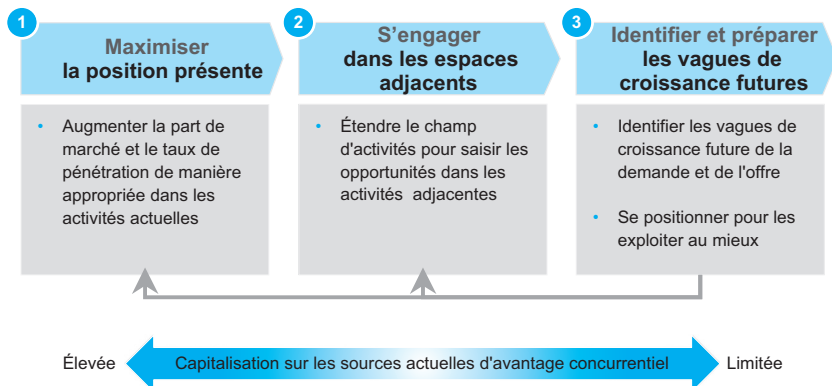 1
Maximiser
la position présente
• Augmenter la part de
marché et le taux de
pénétration de manière
appropriée dans les
activités actuelles
2
S'engager
dans les espaces
adjacents
• Étendre le champ
d'activités pour saisir les
opportunités dans les
activités adjacentes
3
Identifier et préparer
les vagues de
croissance futures
• Identifier les vagues de
croissance future de la
demande et de l'offre
• Se positionner pour les
exploiter au mieux
Élevée
Capitalisation sur les sources actuelles d'avantage concurrentiel
Limitée